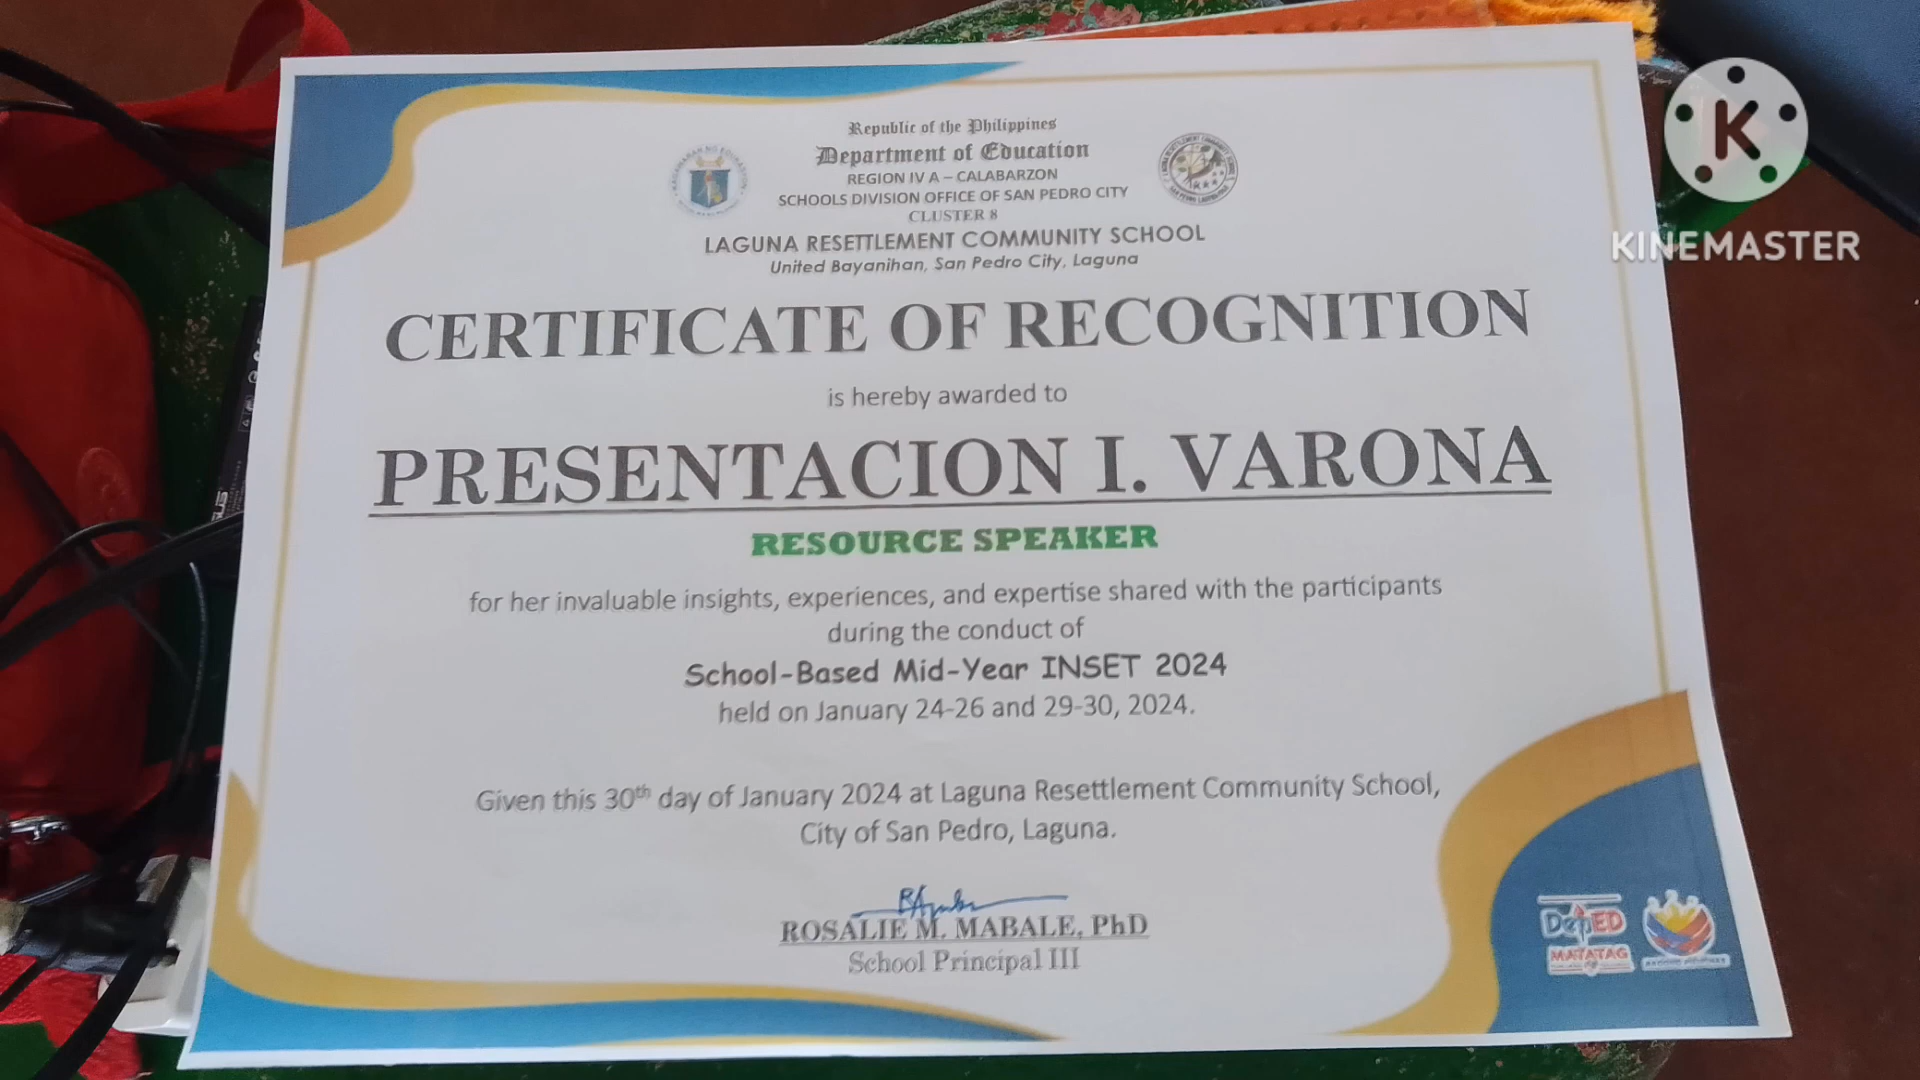 Republic of the Philippines
Department of Education
REGION IV A – CALABARZON
SCHOOLS DIVISION OFFICE OF SAN PEDRO CITY
CLUSTER 8
LAGUNA RESETTLEMENT COMMUNITY SCHOOL
United Bayanihan, San Pedro City, Laguna
K
KINEMASTER
CERTIFICATE OF RECOGNITION
is hereby awarded to
PRESENTACION I. VARONA
RESOURCE SPEAKER
for her invaluable insights, experiences, and expertise shared with the participants
during the conduct of
School-Based Mid-Year INSET 2024
held on January 24-26 and 29-30, 2024.
Given this 30th day of January 2024 at Laguna Resettlement Community School,
City of San Pedro, Laguna.
ROSALIE M. MABALE, PhD
School Principal III
DepED
MATATAG